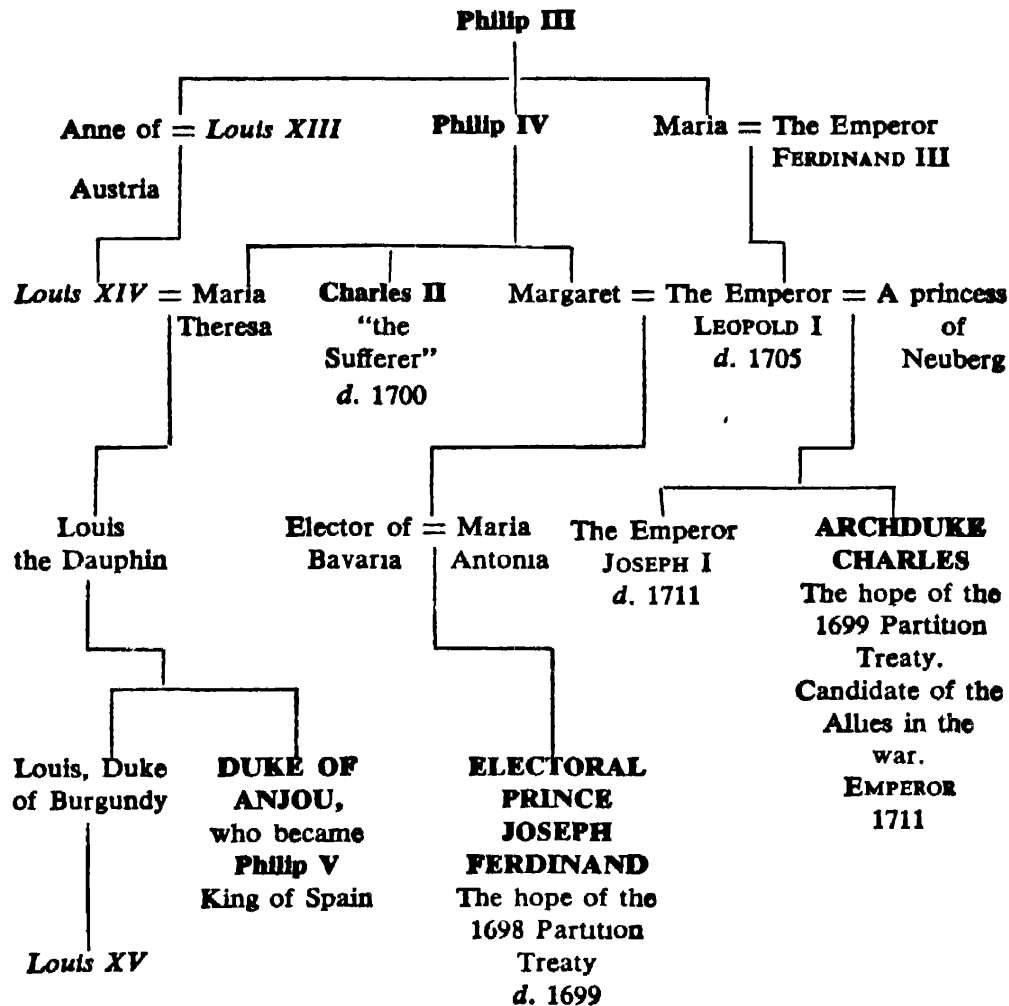 Philip III
Anne of = Louis XIII
Austria
Philip IV
Maria = The Emperor
FERDINAND III
Louis XIV = Maria
Theresa
Charles II
"the
Sufferer"
d. 1700
Margaret = The Emperor = A princess
LEOPOLD I
d. 1705
of
Neuberg
Louis
the Dauphin
Elector of = Maria
Bavaria Antonia
The Emperor
JOSEPH I
d. 1711
ARCHDUKE
CHARLES
The hope of the
1699 Partition
Treaty.
Candidate of the
Allies in the
war.
EMPEROR
1711
Louis, Duke
of Burgundy
DUKE OF
ANJOU,
who became
Philip V
King of Spain
ELECTORAL
PRINCE
JOSEPH
FERDINAND
The hope of the
1698 Partition
Treaty
d. 1699
Louis XV